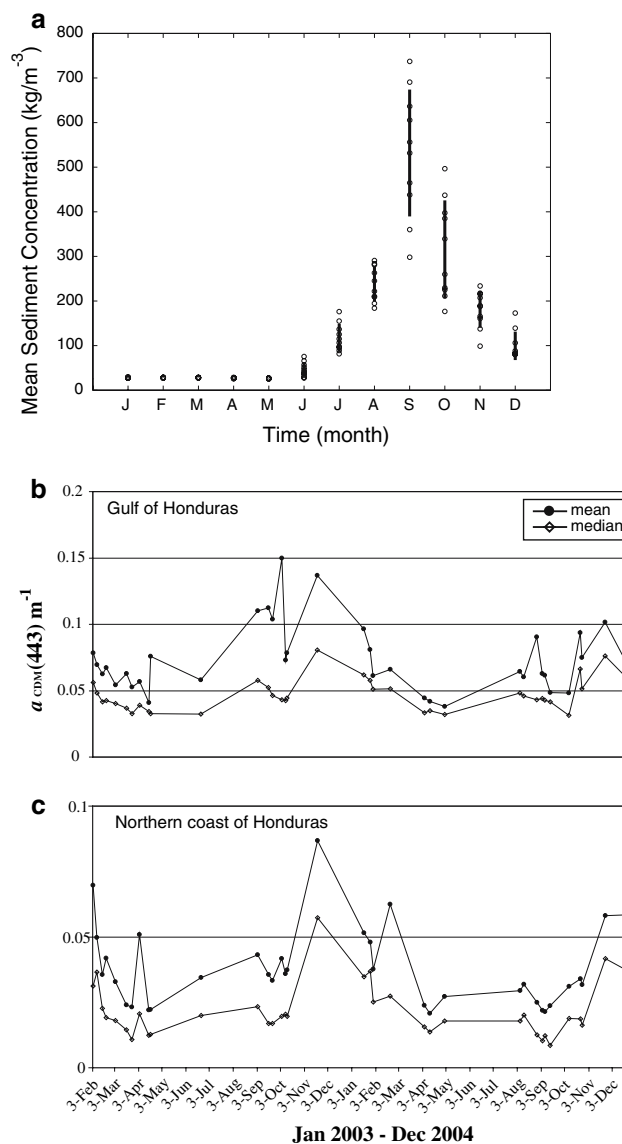 a
Mean Sediment Concentration (kg/m-3)
800
700
600
500
400
300
200
100
0
J F M A M J J A S O N D
Time (month)
b
Gulf of Honduras
mean
median
a CDM(443) m-1
0.2
0.15
0.1
0.05
0
c
Northern coast of Honduras
0.1
0.05
0
3-Feb 3-Mar 3-Apr 3-May 3-Jun 3-Jul 3-Aug 3-Sep 3-Oct 3-Nov 3-Dec 3-Jan 3-Feb 3-Mar 3-Apr 3-May 3-Jun 3-Jul 3-Aug 3-Sep 3-Oct 3-Nov 3-Dec
Jan 2003 - Dec 2004